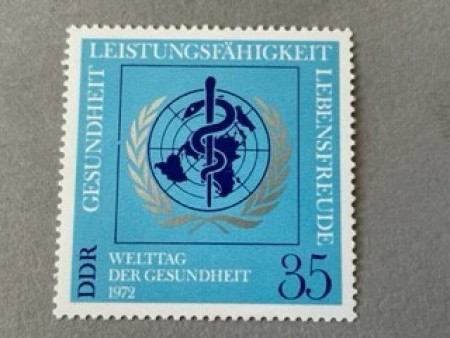 DDR GESUNDHEIT
LEISTUNGSFÄHIGKEIT
LEBENSFREUDE
WELTTAG
DER GESUNDHEIT
1972
35